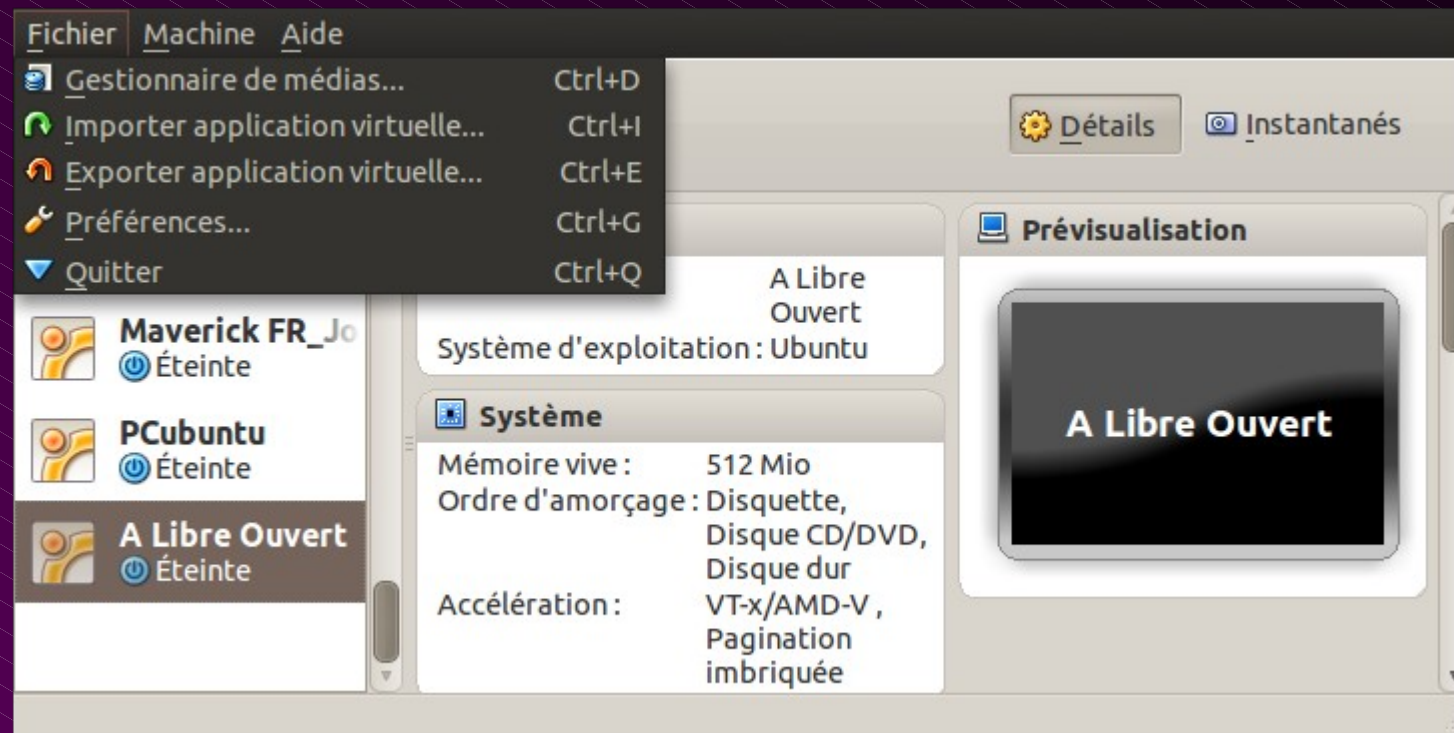 Fichier Machine Aide
Gestionnaire de médias... Ctrl+D
Importer application virtuelle... Ctrl+I
Exporter application virtuelle... Ctrl+E
Préférences... Ctrl+G
Quitter Ctrl+Q
Détails Instantanés
Maverick FR_Jo
Éteinte
PCubuntu
Éteinte
A Libre Ouvert
Éteinte
A Libre
Ouvert
Système d'exploitation : Ubuntu
Système
Mémoire vive : 512 Mio
Ordre d'amorçage : Disquette,
Disque CD/DVD,
Disque dur
Accélération : VT-x/AMD-V ,
Pagination
imbriquée
Prévisualisation
A Libre Ouvert